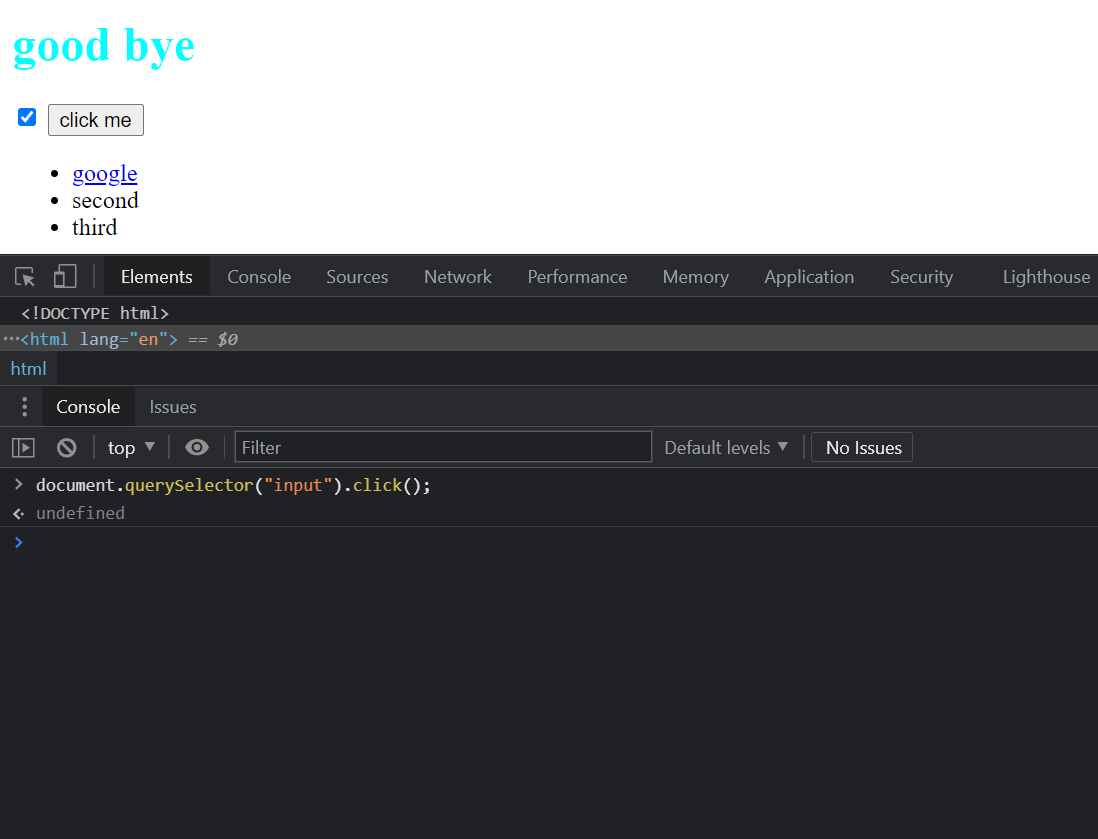 good bye
click me
google
second
third
Elements Console Sources Network Performance Memory Application Security Lighthouse
<!DOCTYPE html>
···<html lang="en"> == $0
html
Console Issues
top ▼ Filter Default levels ▼ No Issues
> document.querySelector("input").click();
<· undefined
>